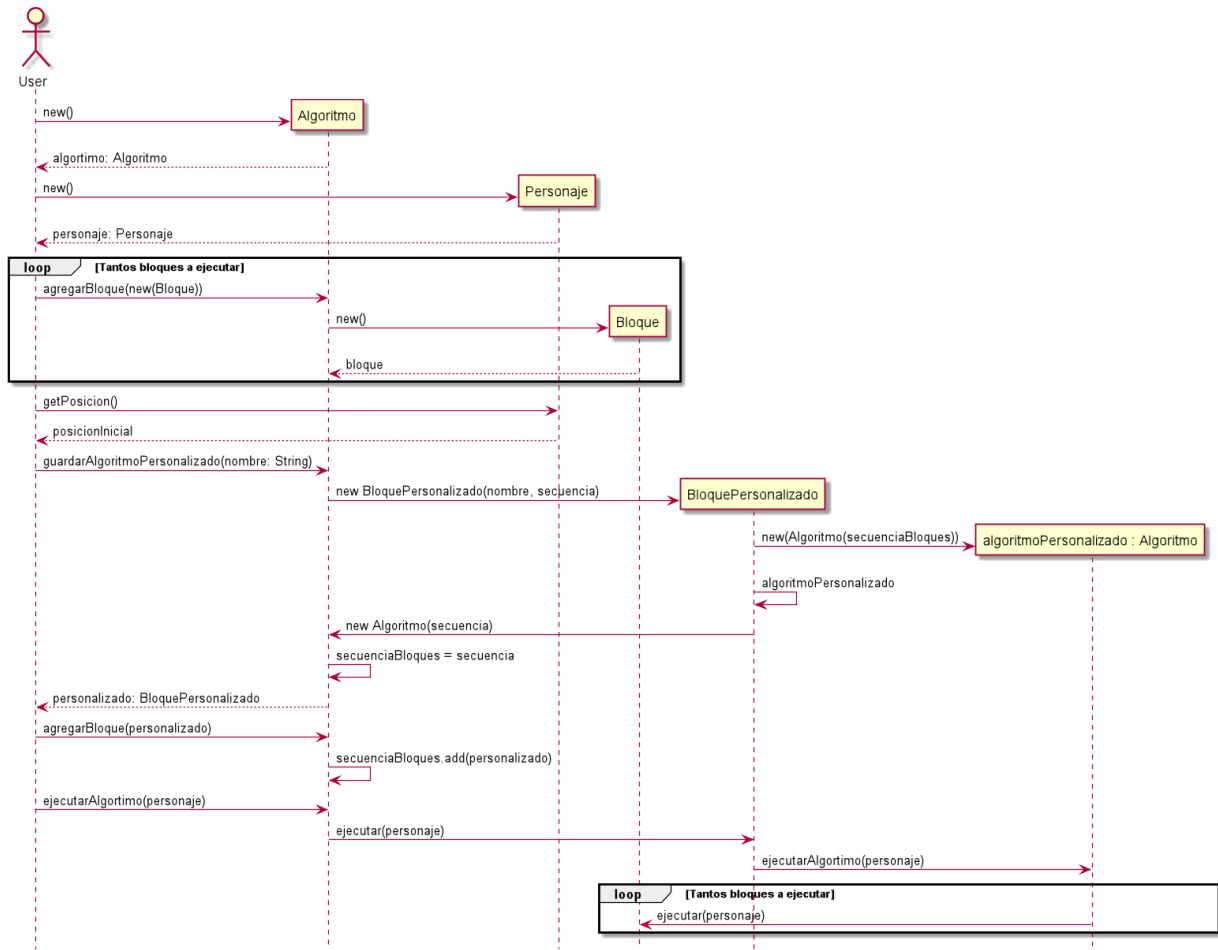 User
new()
Algoritmo
algortimo: Algoritmo
new()
Personaje
personaje: Personaje
loop [Tantos bloques a ejecutar]
agregarBloque(new(Bloque))
new()
Bloque
bloque
getPosicion()
posicionInicial
guardarAlgoritmoPersonalizado(nombre: String)
new BloquePersonalizado(nombre, secuencia)
BloquePersonalizado
new(Algoritmo(secuenciaBloques))
algoritmoPersonalizado : Algoritmo
algoritmoPersonalizado
new Algoritmo(secuencia)
secuenciaBloques = secuencia
personalizado: BloquePersonalizado
agregarBloque(personalizado)
secuenciaBloques.add(personalizado)
ejecutarAlgortimo(personaje)
ejecutar(personaje)
ejecutarAlgortimo(personaje)
loop [Tantos bloques a ejecutar]
ejecutar(personaje)